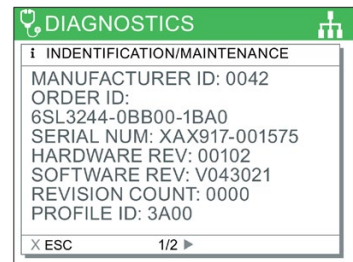 DIAGNOSTICS
i INDENTIFICATION/MAINTENANCE
MANUFACTURER ID: 0042
ORDER ID:
6SL3244-0BB00-1BA0
SERIAL NUM: XAX917-001575
HARDWARE REV: 00102
SOFTWARE REV: V043021
REVISION COUNT: 0000
PROFILE ID: 3A00
X ESC 1/2 ▶